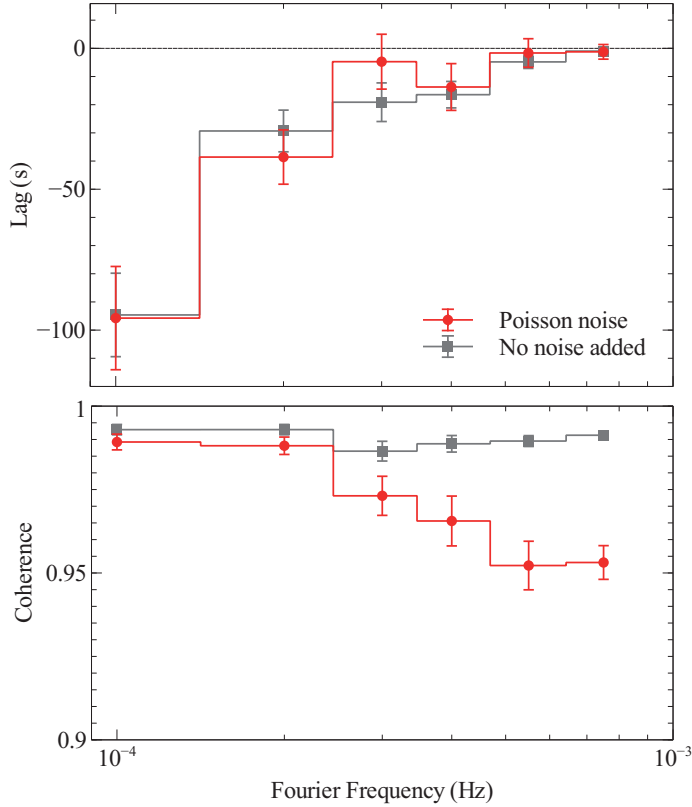 0
−50
−100
Lag (s)
Poisson noise
No noise added
1
0.95
0.9
Coherence
10⁻⁴
10⁻³
Fourier Frequency (Hz)